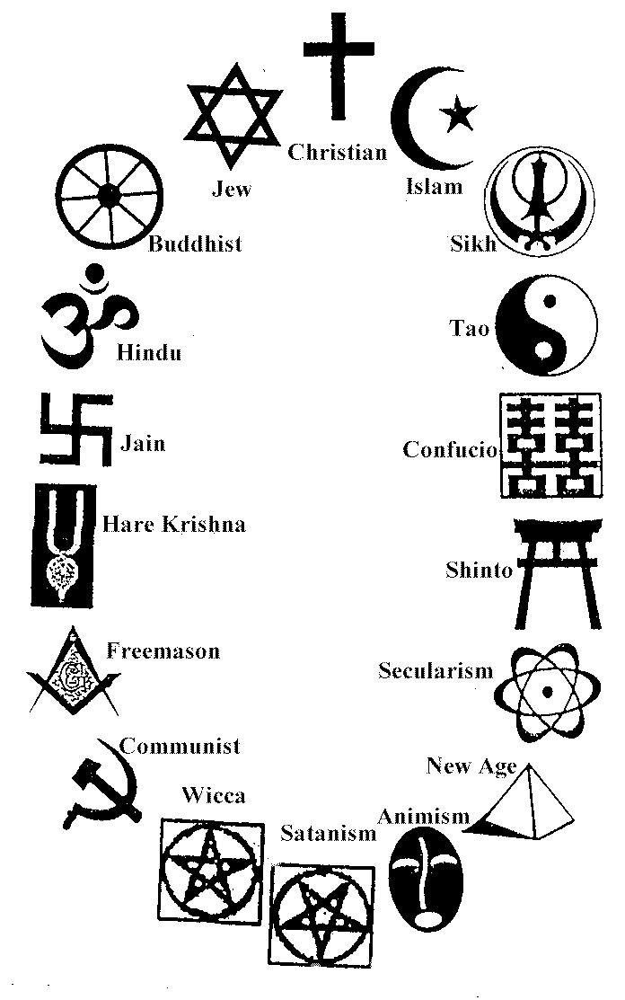 Christian
Jew
Islam
Buddhist
Sikh
Hindu
Tao
Jain
Confucio
Hare Krishna
Shinto
Freemason
G
Secularism
Communist
New Age
Wicca
Animism
Satanism